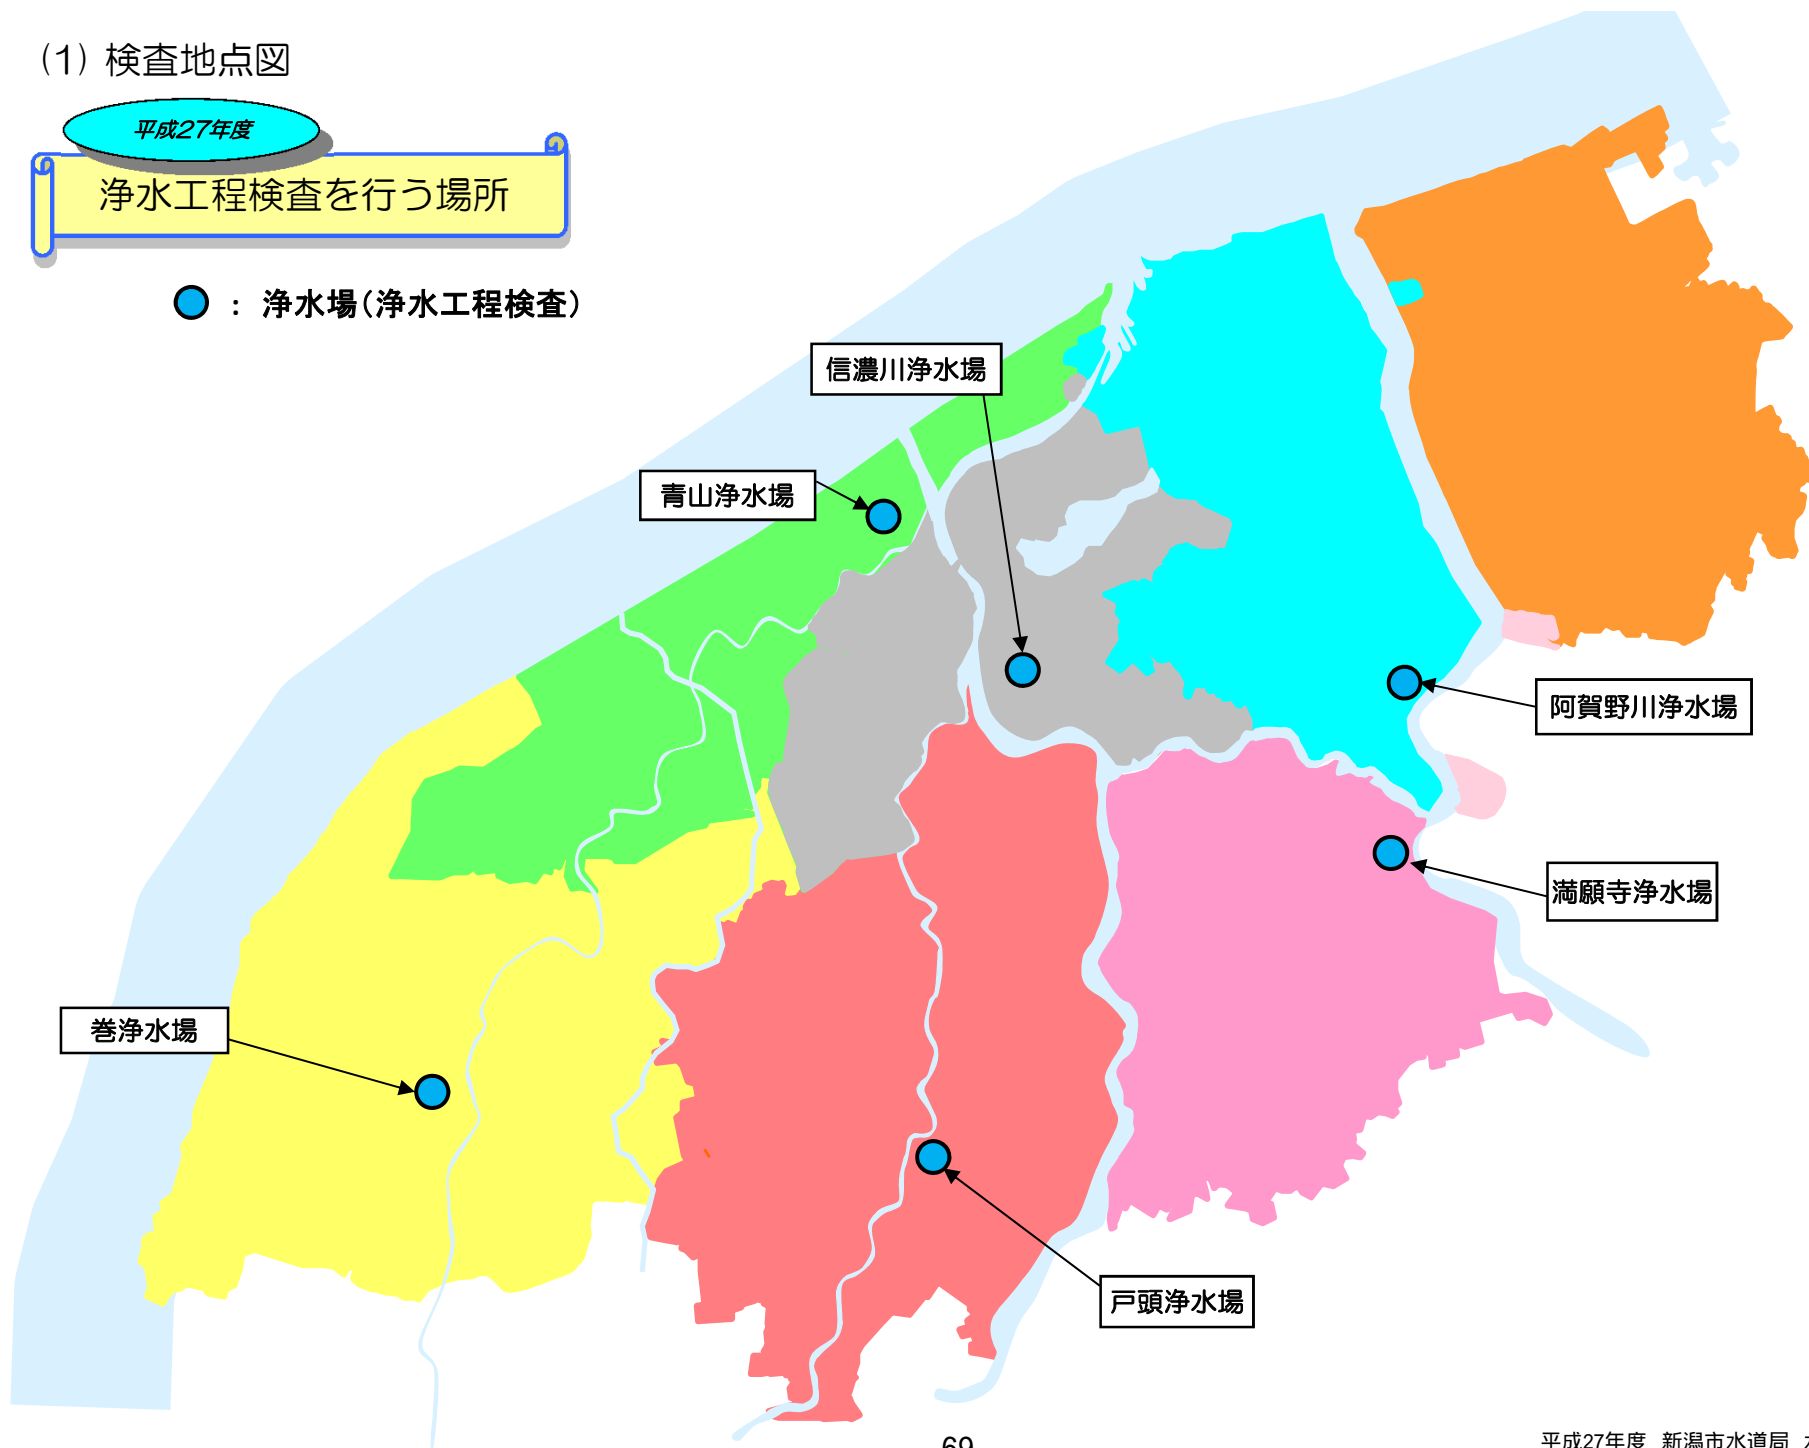 (1) 検査地点図
平成27年度
浄水工程検査を行う場所
： 浄水場（浄水工程検査）
信濃川浄水場
青山浄水場
阿賀野川浄水場
満願寺浄水場
巻浄水場
戸頭浄水場
69
平成27年度 新潟市水道局